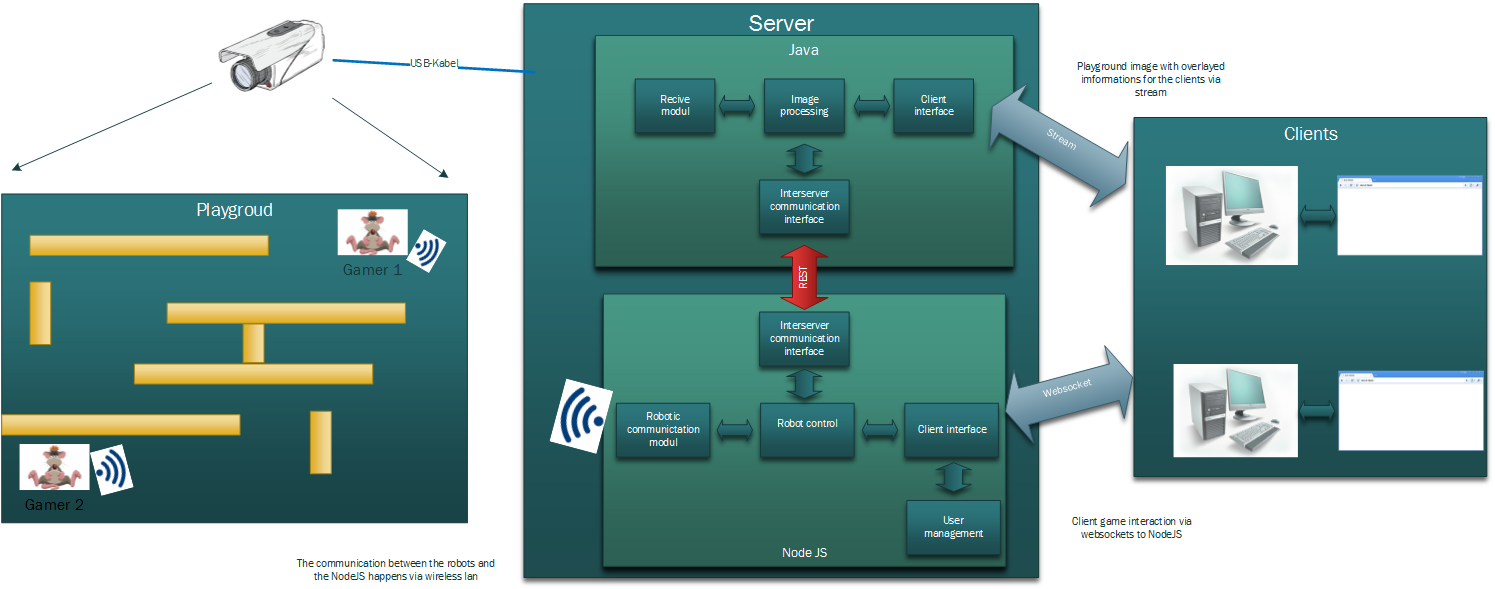 USB-Kabel
Server
Java
Recive
modul
Image
processing
Client
interface
Interserver
communication
interface
REST
Interserver
communication
interface
Robotic
communictation
modul
Robot control
Client interface
User
management
Node JS
Playground image with overlayed
imformations for the clients via
stream
Stream
Clients
Websocket
Client game interaction via
websockets to NodeJS
Playgroud
Gamer 1
Gamer 2
The communication between the robots and
the NodeJS happens via wireless lan